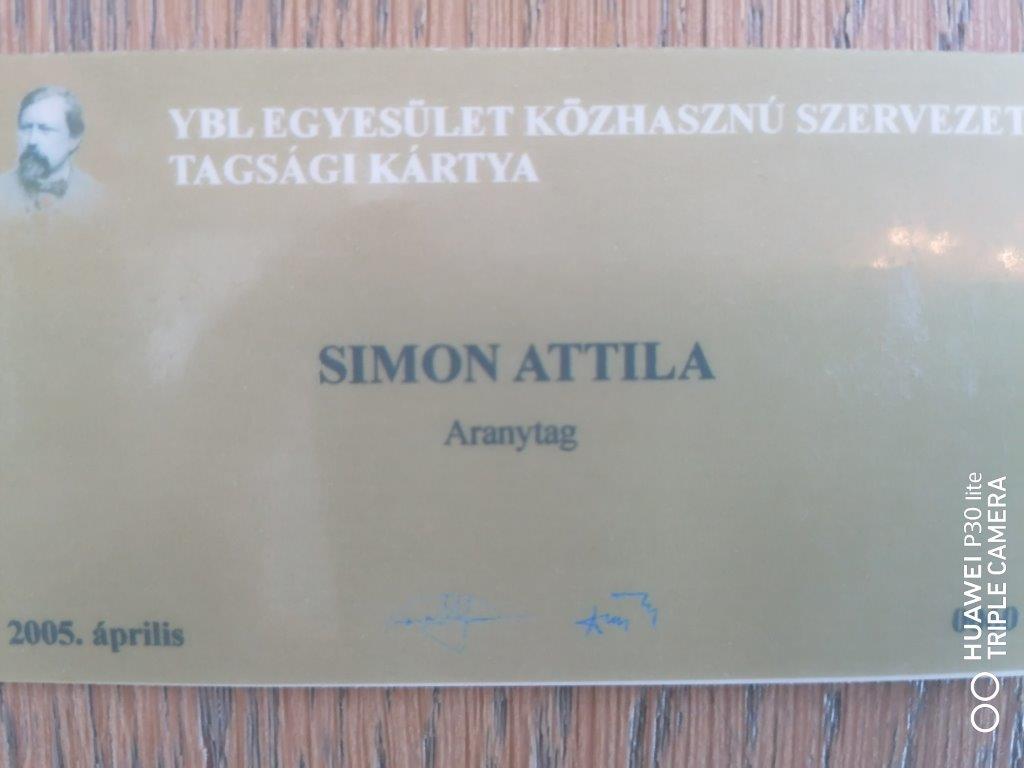 YBL EGYESÜLET KÖZHASZNÚ SZERVEZET
TAGSÁGI KÁRTYA
SIMON ATTILA
Aranytag
2005. április
HUAWEI P30 lite
TRIPLE CAMERA